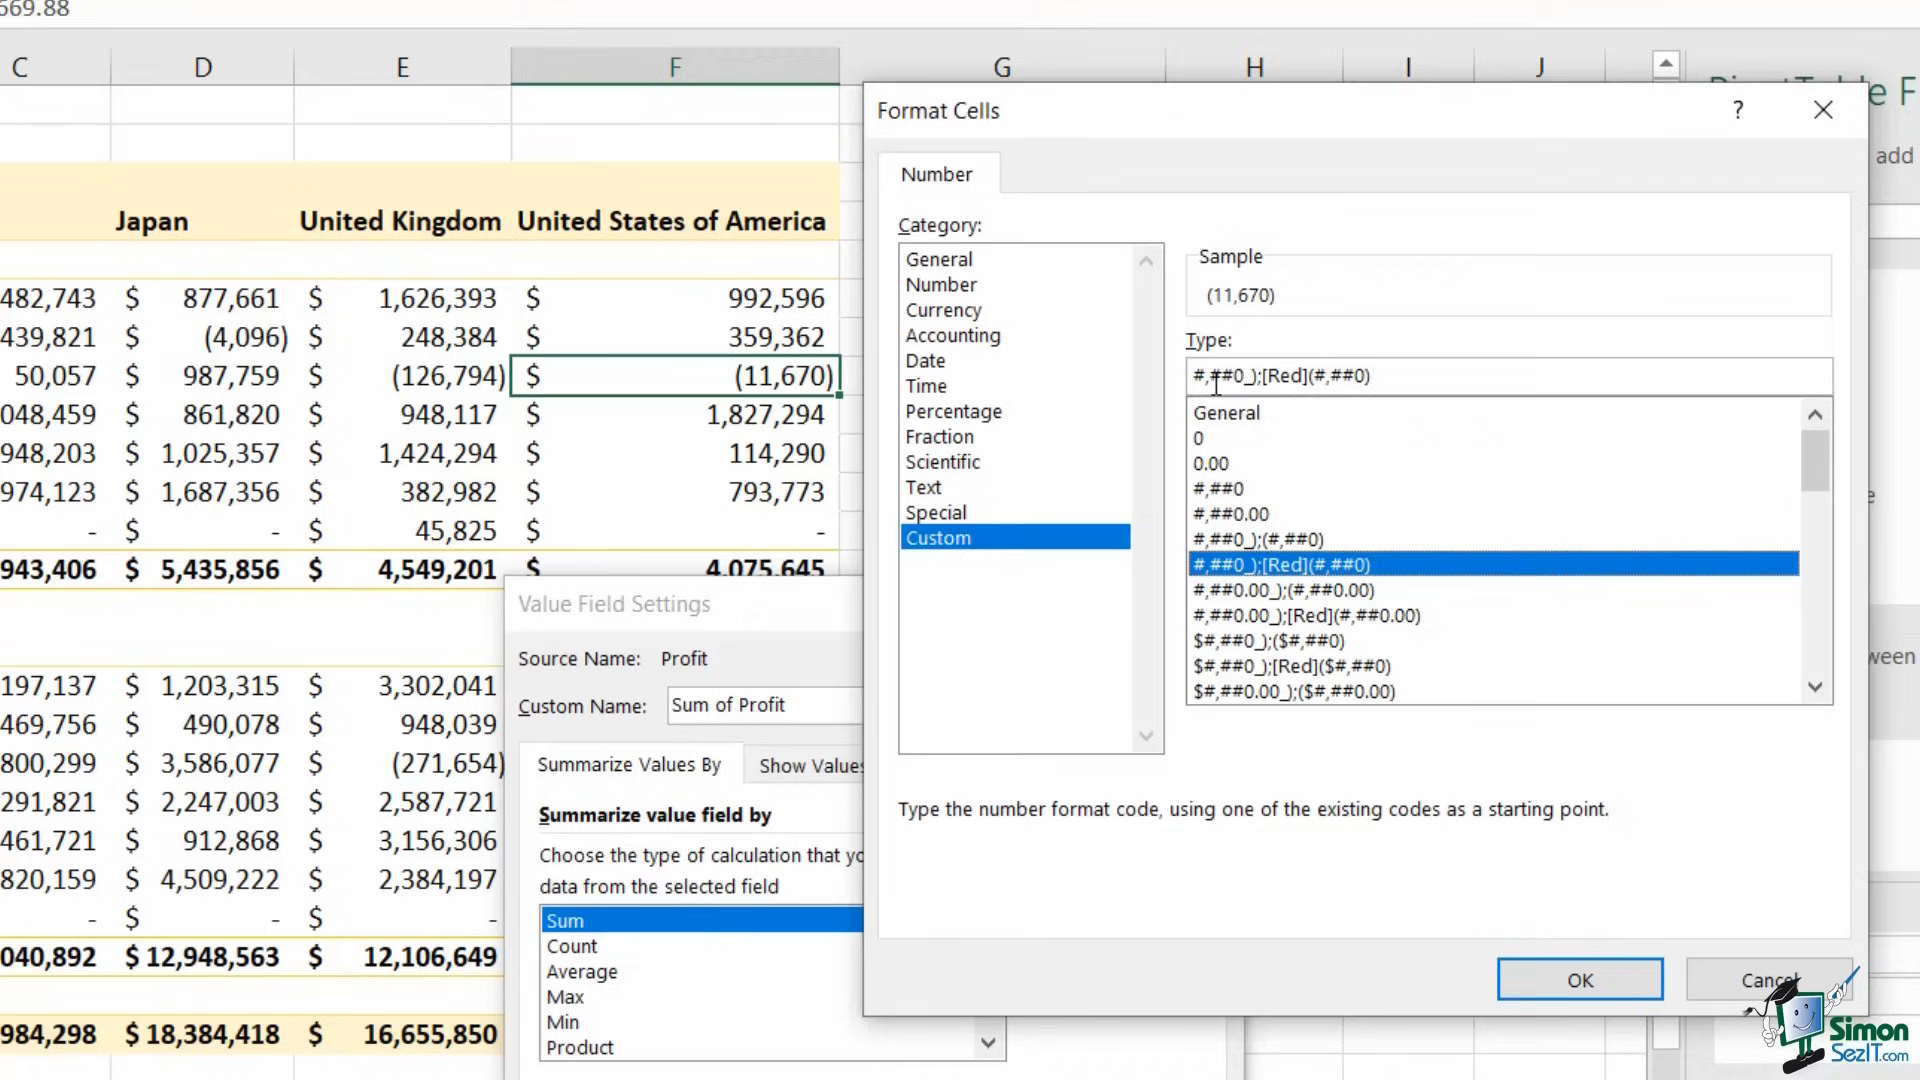 669.88
C D E F G H I J
Japan United Kingdom United States of America
482,743 $ 877,661 $ 1,626,393 $ 992,596
439,821 $ (4,096) $ 248,384 $ 359,362
50,057 $ 987,759 $ (126,794) $ (11,670)
048,459 $ 861,820 $ 948,117 $ 1,827,294
948,203 $ 1,025,357 $ 1,424,294 $ 114,290
974,123 $ 1,687,356 $ 382,982 $ 793,773
- $ - $ 45,825 $ -
943,406 $ 5,435,856 $ 4,549,201 $ 4,075,645
197,137 $ 1,203,315 $ 3,302,041
469,756 $ 490,078 $ 948,039
800,299 $ 3,586,077 $ (271,654)
291,821 $ 2,247,003 $ 2,587,721
461,721 $ 912,868 $ 3,156,306
820,159 $ 4,509,222 $ 2,384,197
- $ - $ -
040,892 $ 12,948,563 $ 12,106,649
984,298 $ 18,384,418 $ 16,655,850
Value Field Settings
Source Name: Profit
Custom Name: Sum of Profit
Summarize Values By Show Values
Summarize value field by
Choose the type of calculation that
data from the selected field
Sum
Count
Average
Max
Min
Product
Format Cells ?
Number
Category:
General
Number
Currency
Accounting
Date
Time
Percentage
Fraction
Scientific
Text
Special
Custom
Sample
(11,670)
Type:
#,##0_);[Red](#,##0)
General
0
0.00
#,##0
#,##0.00
#,##0_);(#,##0)
#,##0_);[Red](#,##0)
#,##0.00_);(#,##0.00)
#,##0.00_);[Red](#,##0.00)
$#,##0_);($#,##0)
$#,##0_);[Red]($#,##0)
$#,##0.00_);($#,##0.00)
Type the number format code, using one of the existing codes as a starting point.
OK Cancel
add
Simon
SezIT.com